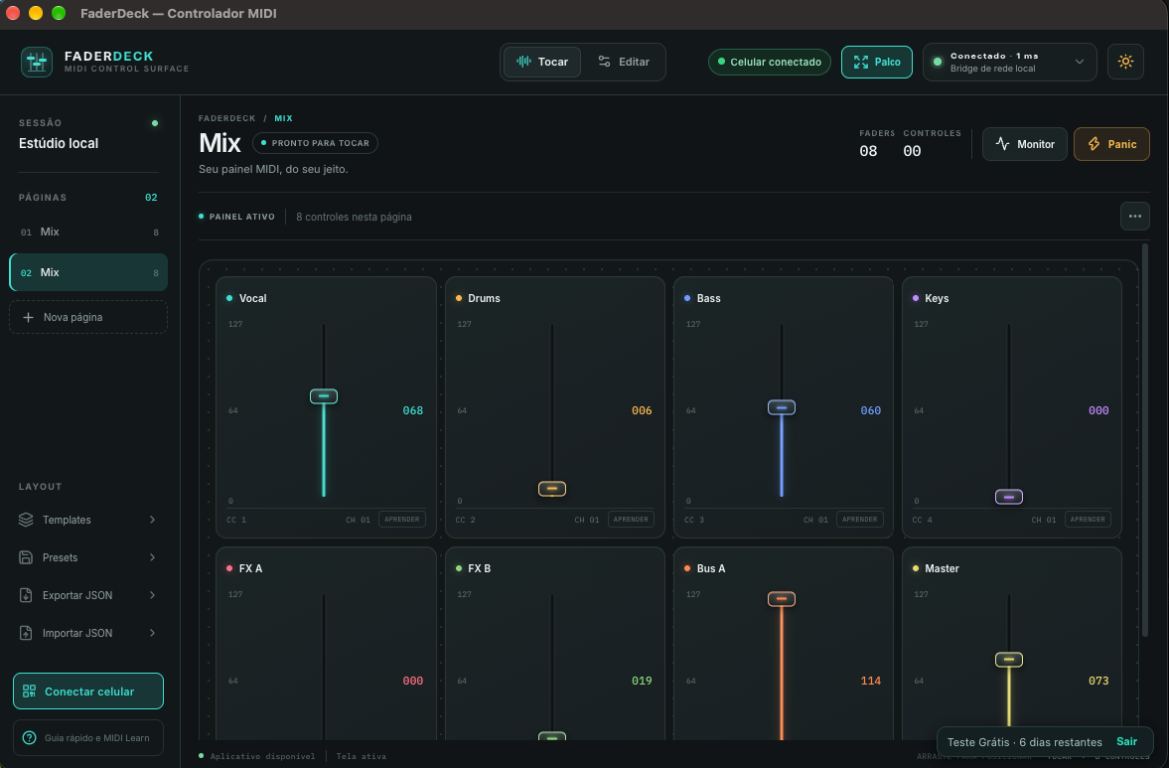 FaderDeck — Controlador MIDI
FADERDECK
MIDI CONTROL SURFACE
Tocar
Editar
Celular conectado
Palco
Conectado · 1 ms
Bridge de rede local
SESSÃO
Estúdio local
PÁGINAS 02
01 Mix 8
02 Mix 8
Nova página
LAYOUT
Templates
Presets
Exportar JSON
Importar JSON
Conectar celular
Guia rápido e MIDI Learn
FADERDECK / MIX
Mix
PRONTO PARA TOCAR
Seu painel MIDI, do seu jeito.
FADERS CONTROLES
08 00
Monitor
Panic
PAINEL ATIVO
8 controles nesta página
Vocal
127
64
068
0
CC 1 CH 01 APRENDER
Drums
127
64
006
0
CC 2 CH 01 APRENDER
Bass
127
64
060
0
CC 3 CH 01 APRENDER
Keys
127
64
000
0
CC 4 CH 01 APRENDER
FX A
127
64
000
FX B
127
64
019
Bus A
127
64
114
Master
127
64
073
Aplicativo disponível
Tela ativa
Teste Grátis · 6 dias restantes Sair